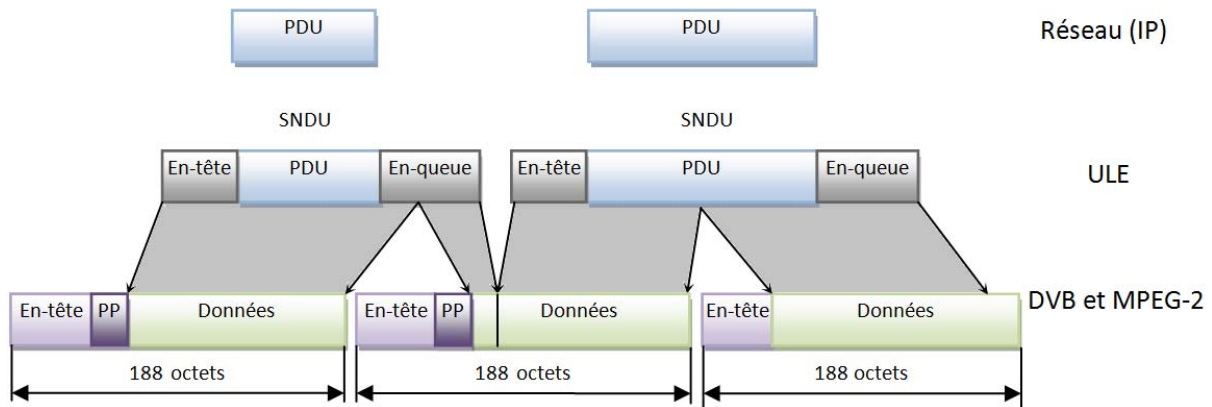 PDU PDU Réseau (IP)
SNDU SNDU
En-tête PDU En-queue En-tête PDU En-queue ULE
En-tête PP Données En-tête PP Données En-tête Données DVB et MPEG-2
188 octets 188 octets 188 octets